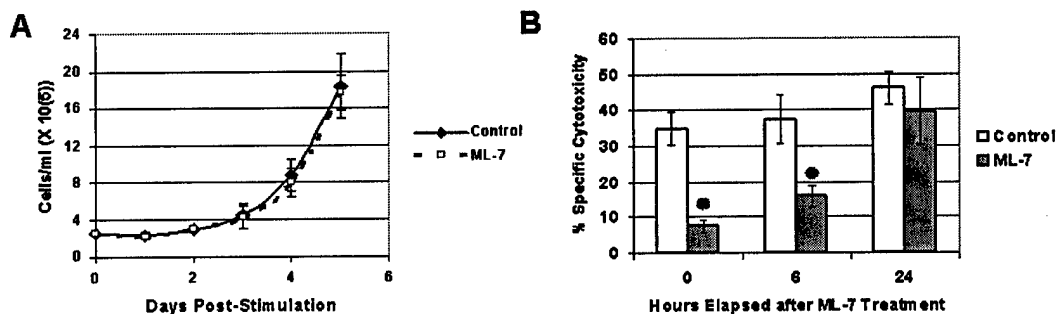 A
24
20
16
12
8
4
0
Cells/ml (X 10(5))
0 2 4 6
Days Post-Stimulation
Control
ML-7
B
60
50
40
30
20
10
0
% Specific Cytotoxicity
0 6 24
Hours Elapsed after ML-7 Treatment
Control
ML-7